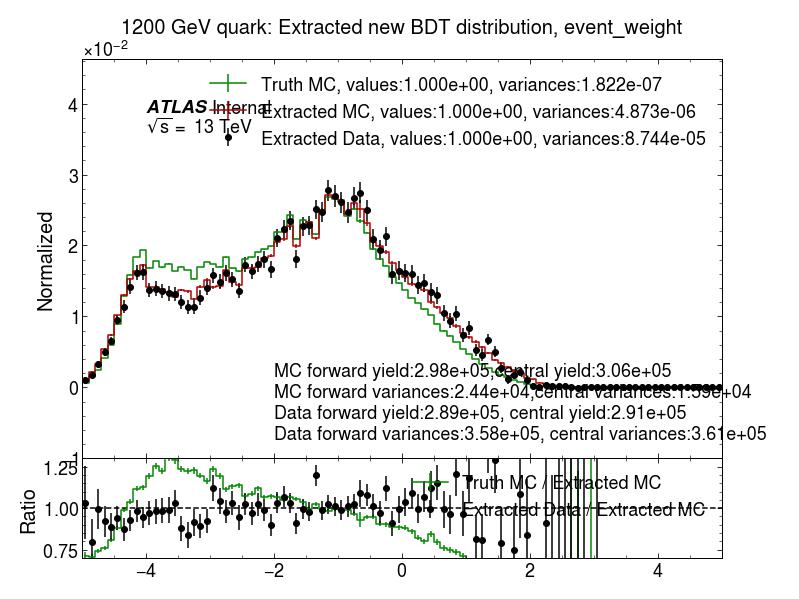 1200 GeV quark: Extracted new BDT distribution, event_weight
×10⁻²
Truth MC, values:1.000e+00, variances:1.822e-07
ATLAS Internal
Extracted MC, values:1.000e+00, variances:4.873e-06
√s = 13 TeV
Extracted Data, values:1.000e+00, variances:8.744e-05
4
3
2
1
0
1
Normalized
MC forward yield:2.98e+05,central yield:3.06e+05
MC forward variances:2.44e+04,central variances:1.59e+04
Data forward yield:2.89e+05, central yield:2.91e+05
Data forward variances:3.58e+05, central variances:3.61e+05
1.25
1.00
0.75
Ratio
Truth MC / Extracted MC
Extracted Data / Extracted MC
−4 −2 0 2 4